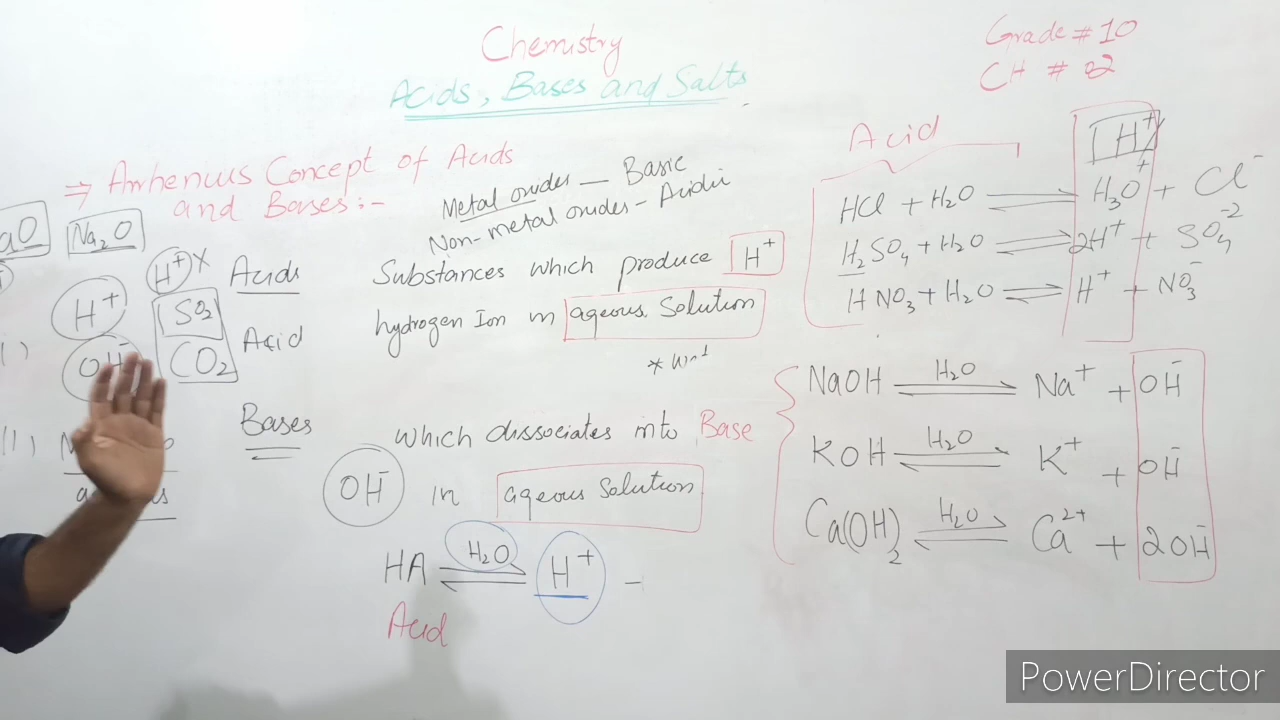 Chemistry
Acids, Bases and Salts
Grade # 10
CH # 02
⇒ Arrhenius Concept of Acids
and Bases:-
Metal oxides — Basic
Non-metal oxides - Acidic
aO
Na₂O
H⁺ x
H⁺
SO₂
OH⁻
CO₂
Acids
Acid
Substances which produce H⁺
hydrogen Ion in aqeous Solution
Bases
which dissociates into Base
OH⁻ in aqeous Solution
HA ⇌ H₂O H⁺ -
Acid
Acid
H⁺
HCl + H₂O ⇌ H₃O⁺ + Cl⁻
H₂SO₄ + H₂O ⇌ 2H⁺ + SO₄⁻²
HNO₃ + H₂O ⇌ H⁺ + NO₃⁻
NaOH ⇌ H₂O Na⁺ + OH⁻
KOH ⇌ H₂O K⁺ + OH⁻
Ca(OH)₂ ⇌ H₂O Ca²⁺ + 2OH⁻
PowerDirector